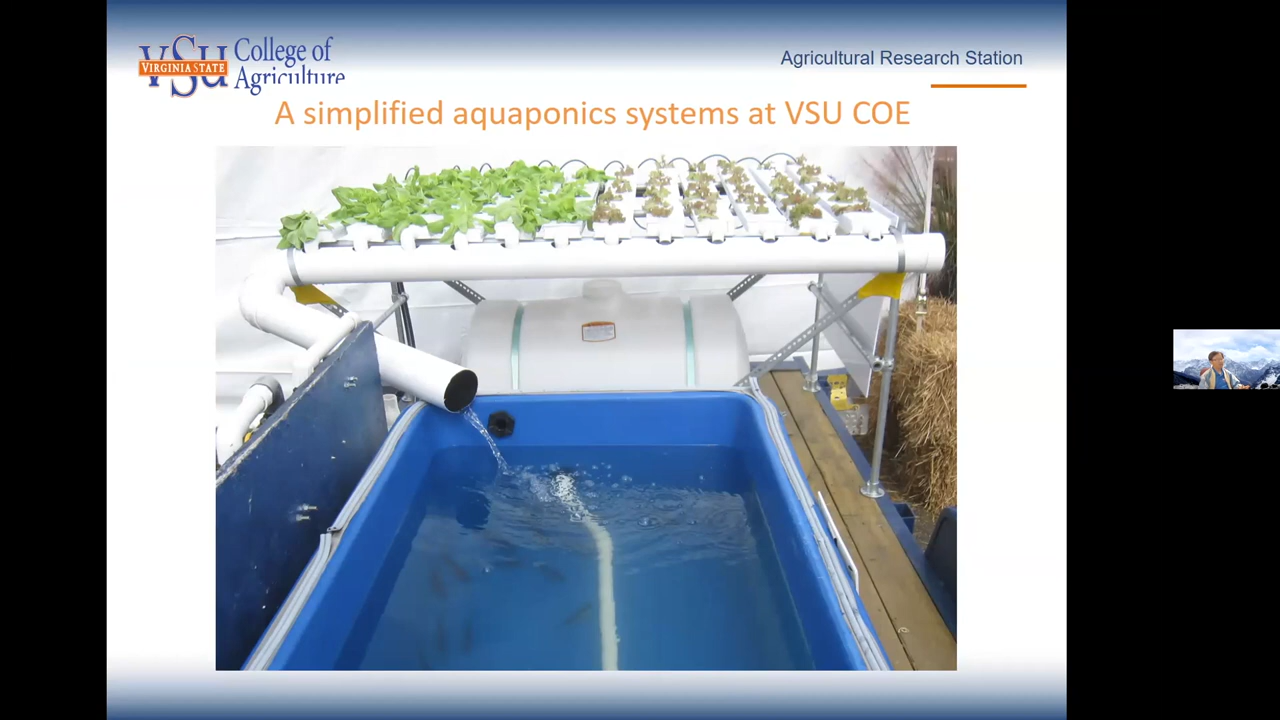 VSU
VIRGINIA STATE
College of
Agriculture
Agricultural Research Station
A simplified aquaponics systems at VSU COE